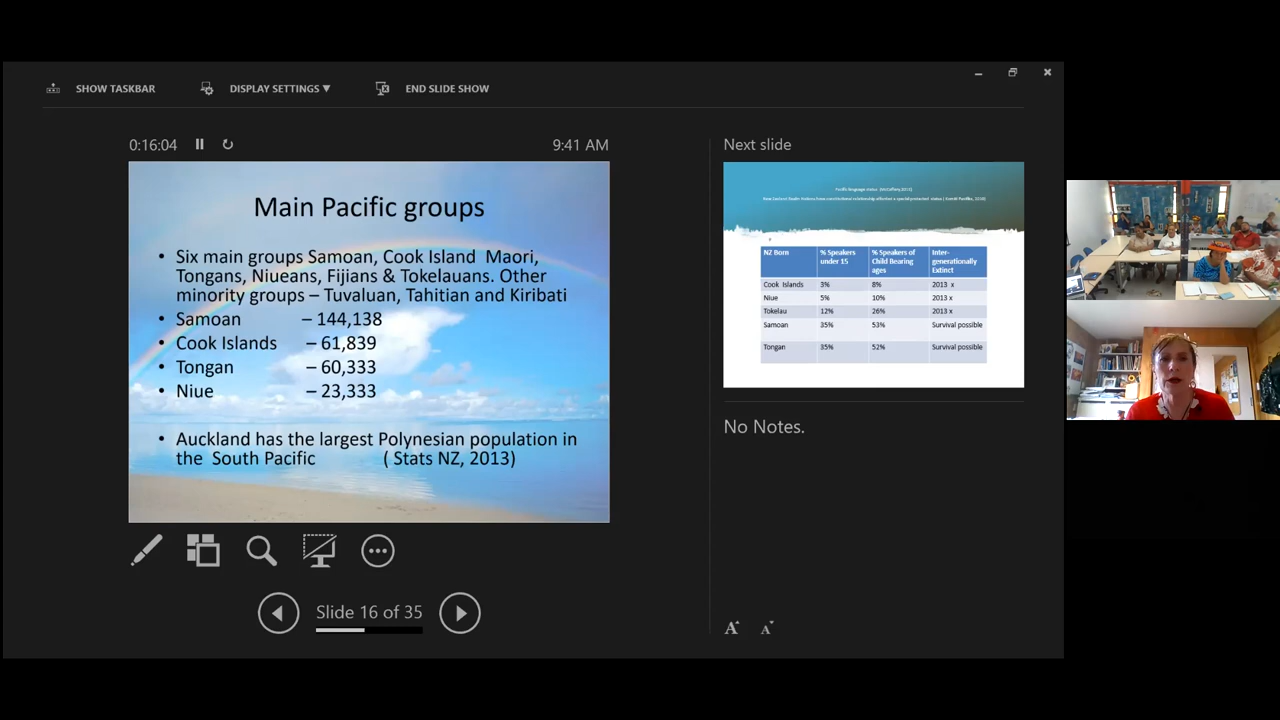 SHOW TASKBAR
DISPLAY SETTINGS ▼
END SLIDE SHOW
0:16:04
9:41 AM
Main Pacific groups
• Six main groups Samoan, Cook Island Maori,
Tongans, Niueans, Fijians & Tokelauans. Other
minority groups – Tuvaluan, Tahitian and Kiribati
• Samoan – 144,138
• Cook Islands – 61,839
• Tongan – 60,333
• Niue – 23,333
• Auckland has the largest Polynesian population in
the South Pacific ( Stats NZ, 2013)
Slide 16 of 35
Next slide
Pacific language status (McCaffery 2015)
NZ Born % Speakers under 15 % Speakers of Child Bearing ages Inter-generationally Extinct
Cook Islands 3% 8% 2013 x
Niue 5% 10% 2013 x
Tokelau 12% 26% 2013 x
Samoan 35% 53% Survival possible
Tongan 35% 52% Survival possible
No Notes.
A A